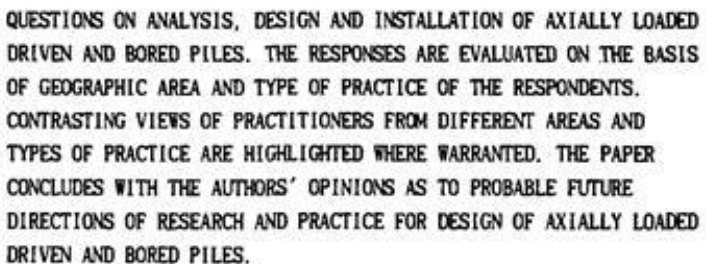 QUESTIONS ON ANALYSIS, DESIGN AND INSTALLATION OF AXIALLY LOADED
DRIVEN AND BORED PILES. THE RESPONSES ARE EVALUATED ON THE BASIS
OF GEOGRAPHIC AREA AND TYPE OF PRACTICE OF THE RESPONDENTS.
CONTRASTING VIEWS OF PRACTITIONERS FROM DIFFERENT AREAS AND
TYPES OF PRACTICE ARE HIGHLIGHTED WHERE WARRANTED. THE PAPER
CONCLUDES WITH THE AUTHORS' OPINIONS AS TO PROBABLE FUTURE
DIRECTIONS OF RESEARCH AND PRACTICE FOR DESIGN OF AXIALLY LOADED
DRIVEN AND BORED PILES.